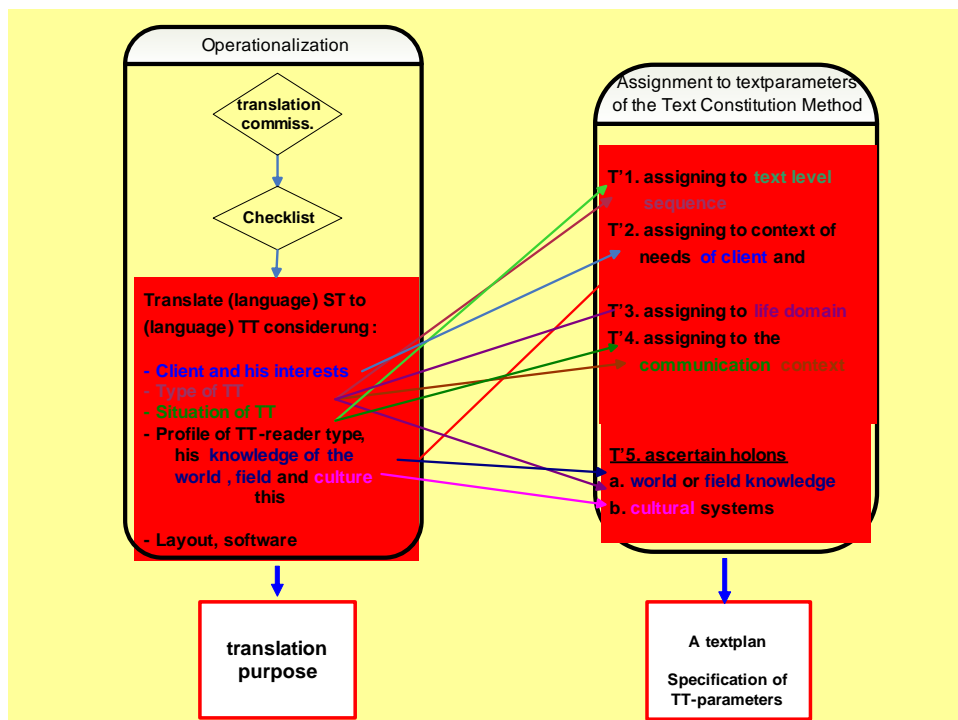 Operationalization
translation
commiss.
Checklist
Translate (language) ST to
(language) TT considerung :
- Client and his interests
- Type of TT
- Situation of TT
- Profile of TT-reader type,
his knowledge of the
world , field and culture
this
- Layout, software
translation
purpose
Assignment to textparameters
of the Text Constitution Method
T'1. assigning to text level
sequence
T'2. assigning to context of
needs of client and
T'3. assigning to life domain
T'4. assigning to the
communication context
T'5. ascertain holons
a. world or field knowledge
b. cultural systems
A textplan
Specification of
TT-parameters